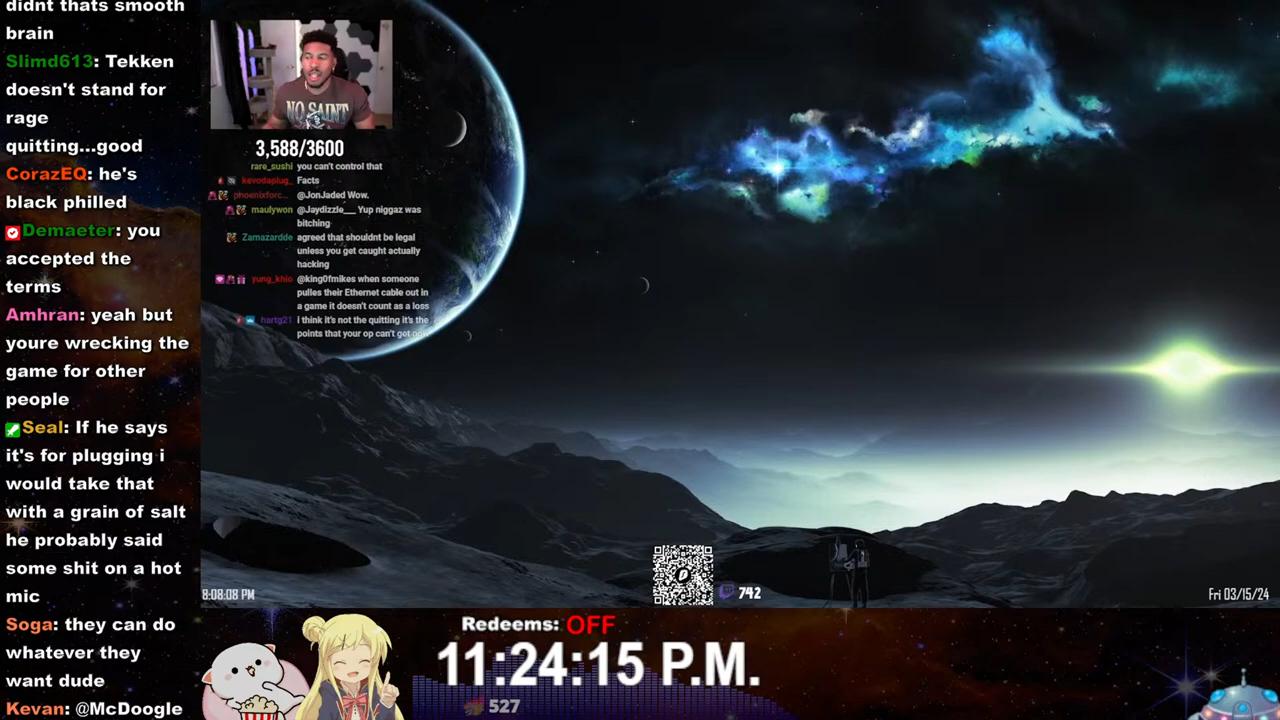 didnt thats smooth
brain
Slimd613: Tekken
doesn't stand for
rage
quitting...good
CorazEQ: he's
black philled
Demaeter: you
accepted the
terms
Amhran: yeah but
youre wrecking the
game for other
people
Seal: If he says
it's for plugging i
would take that
with a grain of salt
he probably said
some shit on a hot
mic
Soga: they can do
whatever they
want dude
Kevan: @McDoogle
NO SAINT
3,588/3600
rare_sushi you can't control that
kevodaplug_ Facts
phoenixforc... @JonJaded Wow.
maulywon @Jaydizzle___ Yup niggaz was
bitching
Zamazardde agreed that shouldnt be legal
unless you get caught actually
hacking
yung_khio @king0fmikes when someone
pulles their Ethernet cable out in
a game it doesn't count as a loss
hartg21 i think it's not the quitting it's the
points that your op can't get
8:08:08 PM
742
Fri 03/15/24
Redeems: OFF
11:24:15 P.M.
527